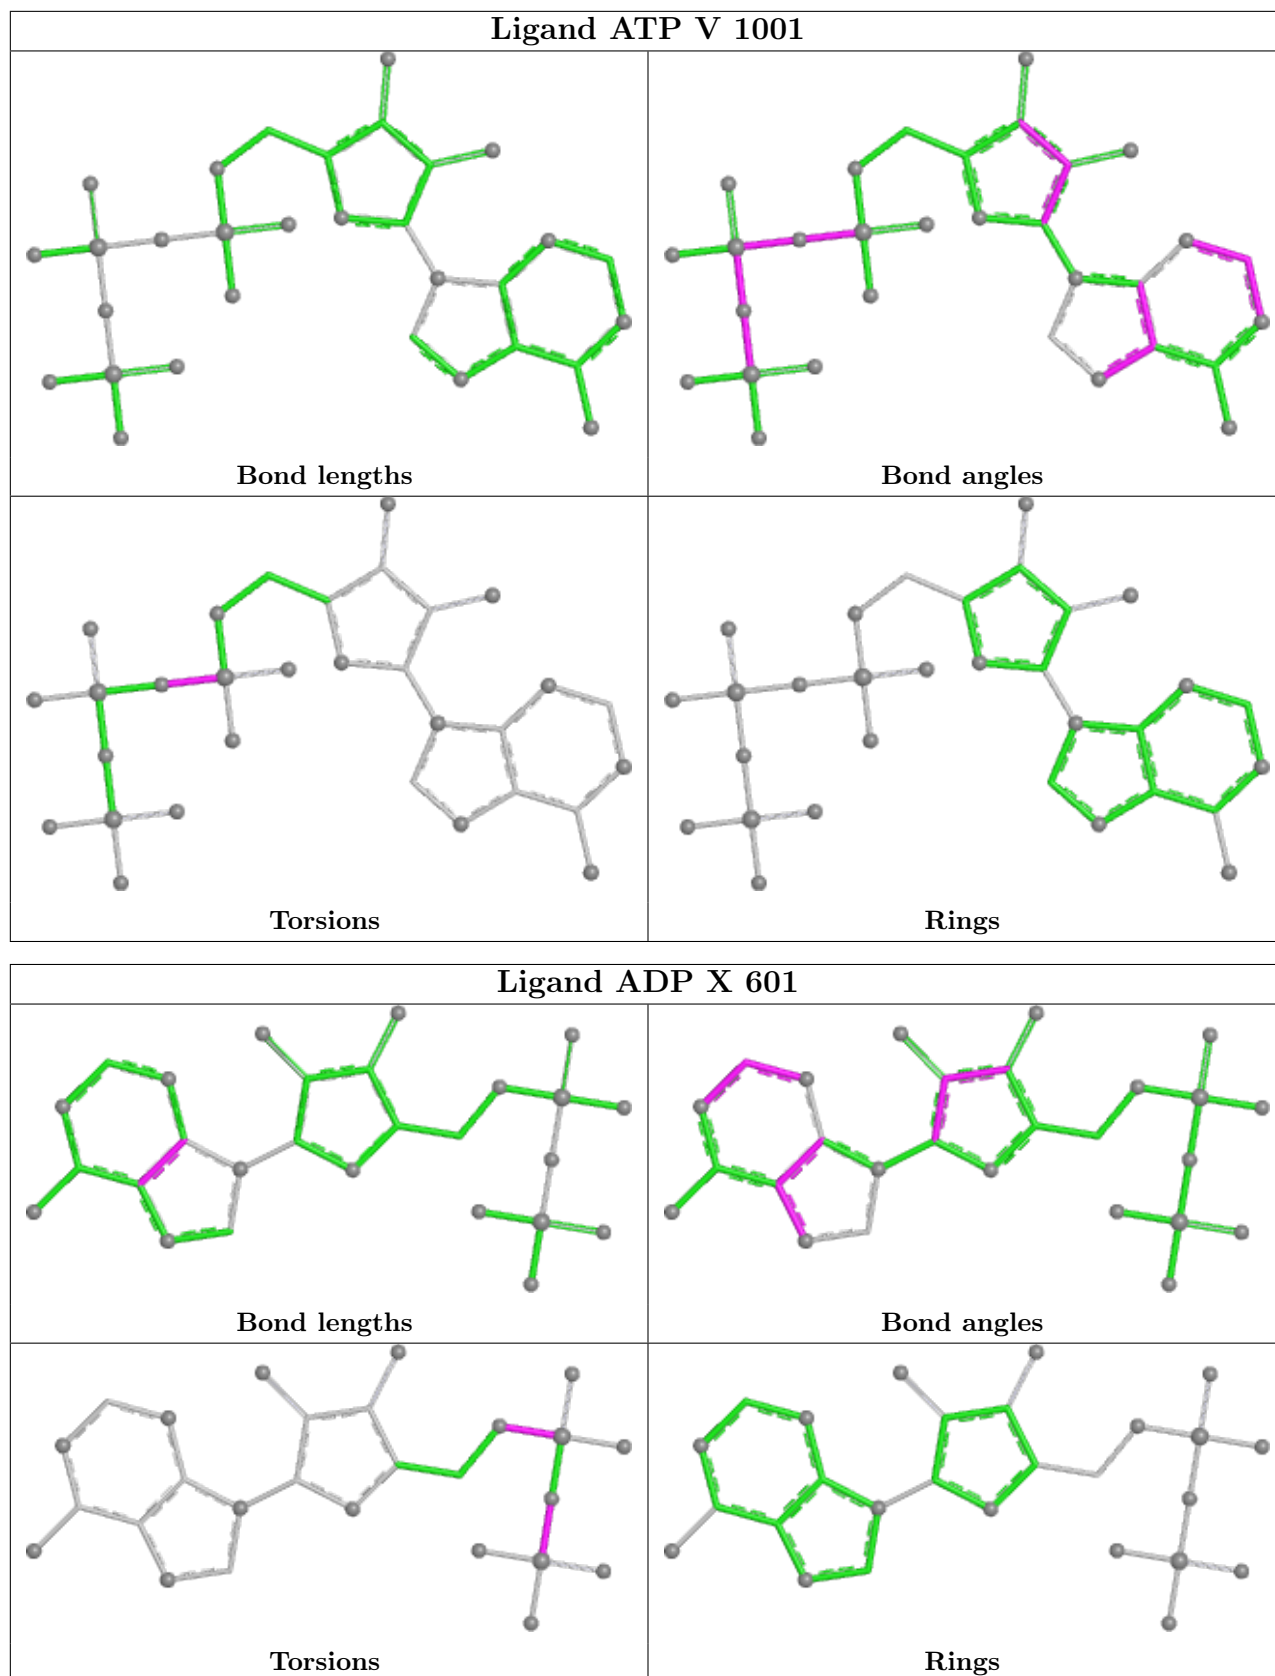 Ligand ATP V 1001
Bond lengths
Bond angles
Torsions
Rings
Ligand ADP X 601
Bond lengths
Bond angles
Torsions
Rings